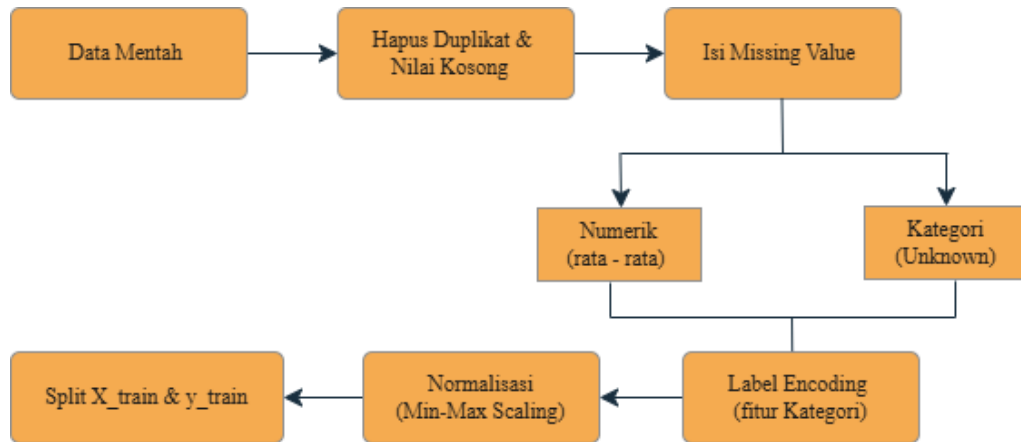 Data Mentah
Hapus Duplikat &
Nilai Kosong
Isi Missing Value
Numerik
(rata - rata)
Kategori
(Unknown)
Label Encoding
(fitur Kategori)
Normalisasi
(Min-Max Scaling)
Split X_train & y_train